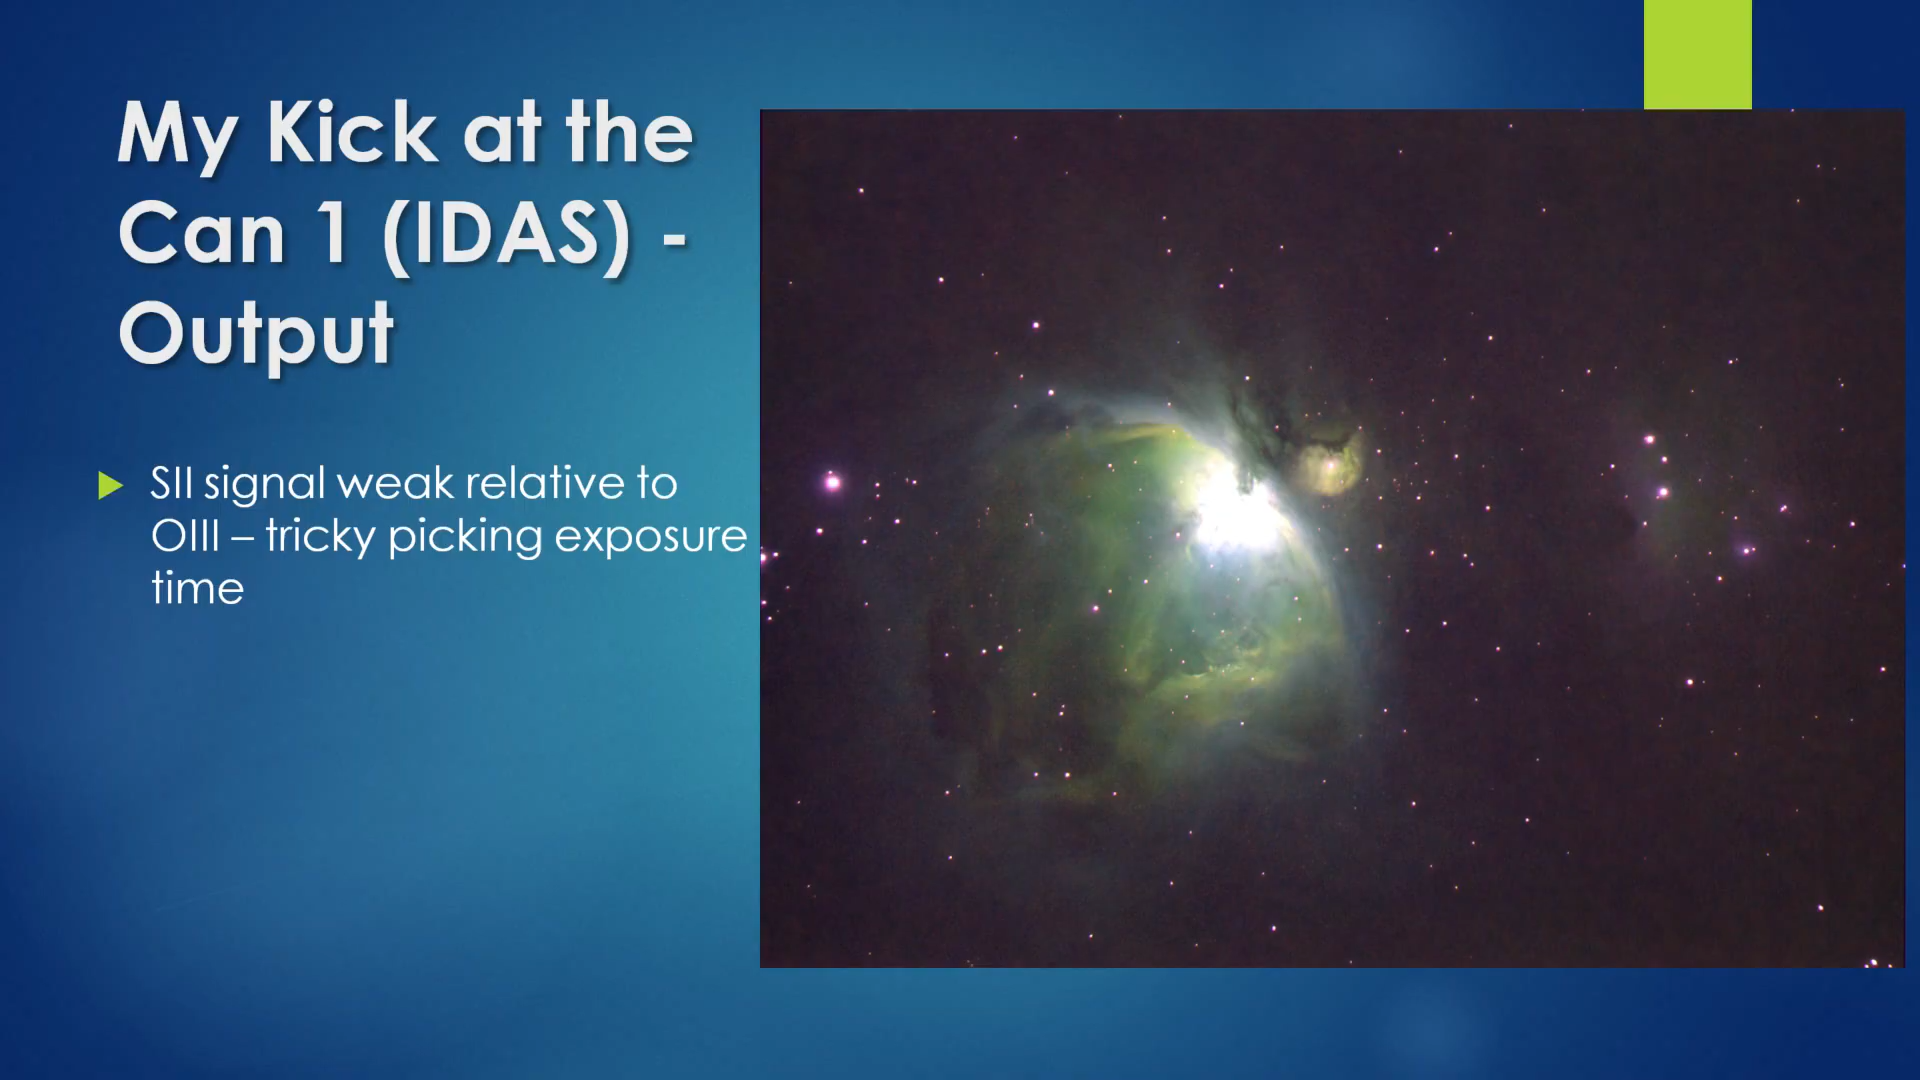 My Kick at the
Can 1 (IDAS) -
Output
SII signal weak relative to
OIII – tricky picking exposure
time